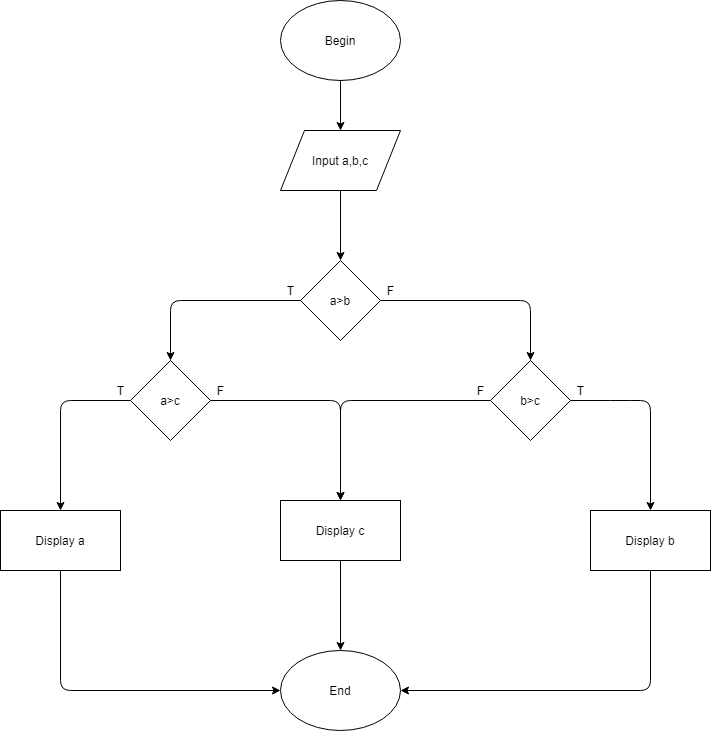 Begin
Input a,b,c
T
F
a>b
T
F
F
T
a>c
b>c
Display a
Display c
Display b
End